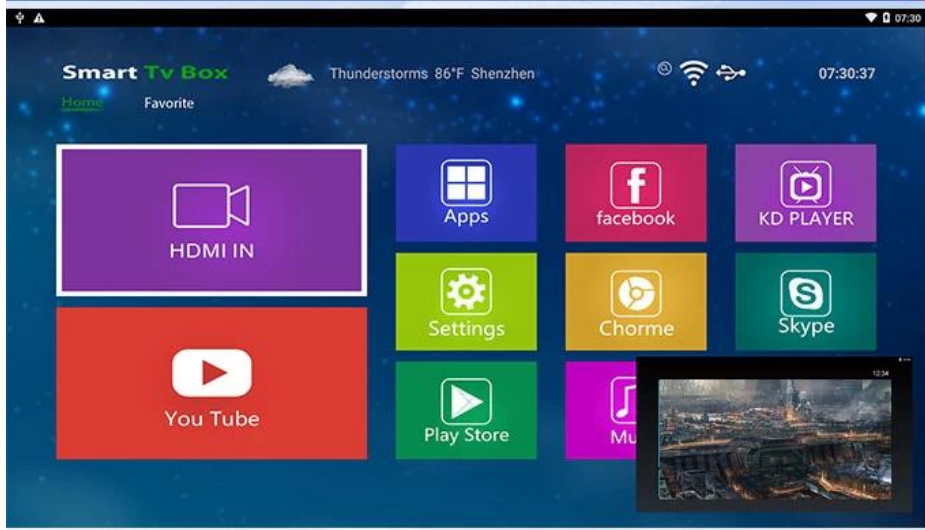 07:30
Smart Tv Box
Thunderstorms 86°F Shenzhen
07:30:37
Home
Favorite
HDMI IN
Apps
facebook
KD PLAYER
Settings
Chorme
Skype
You Tube
Play Store
Mu
12:34